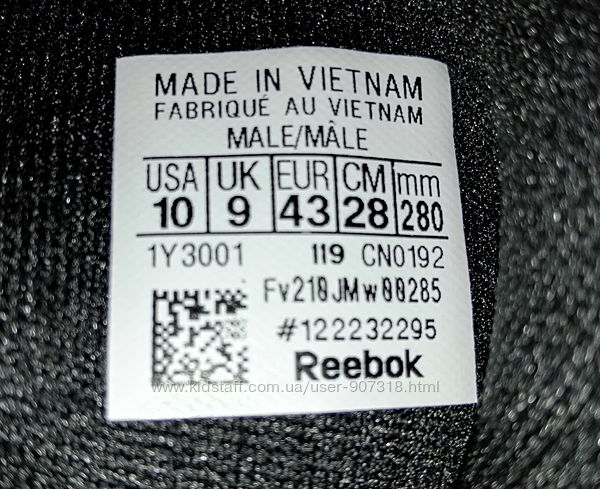 MADE IN VIETNAM
FABRIQUÉ AU VIETNAM
MALE/MÂLE
USA UK EUR CM mm
10 9 43 28 280
1Y3001 119 CN0192
Fv210JMw00285
#122232295
Reebok
www.kidstaff.com.ua/user-907318.html